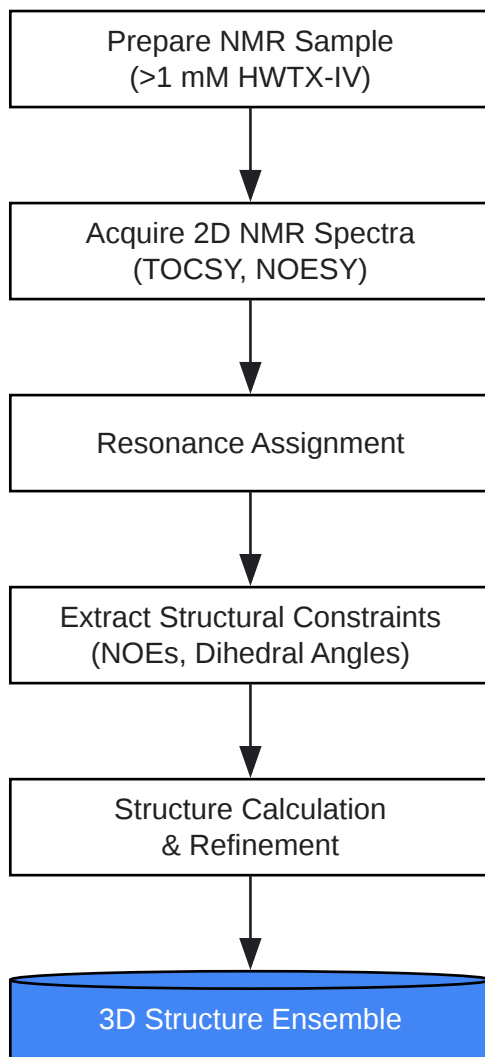 Prepare NMR Sample
(>1 mM HWTX-IV)
Acquire 2D NMR Spectra
(TOCSY, NOESY)
Resonance Assignment
Extract Structural Constraints
(NOEs, Dihedral Angles)
Structure Calculation
& Refinement
3D Structure Ensemble